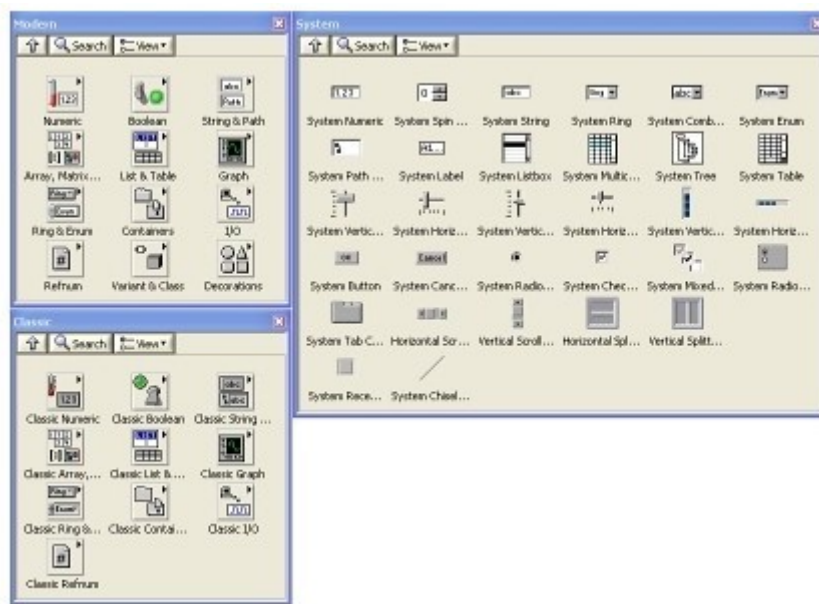 Modern
Search View
Numeric Boolean String & Path
Array, Matrix... List & Table Graph
Ring & Enum Containers I/O
Refnum Variant & Class Decorations
System
Search View
System Numeric System Spin ... System String System Ring System Comb... System Enum
System Path ... System Label System Listbox System Multic... System Tree System Table
System Vertic... System Horiz... System Vertic... System Horiz... System Vertic... System Horiz...
OK Cancel
System Button System Canc... System Radio... System Chec... System Mixed... System Radio...
System Tab C... Horizontal Scr... Vertical Scroll... Horizontal Spl... Vertical Splitt...
System Rece... System Chisel...
Classic
Search View
Classic Numeric Classic Boolean Classic String ...
Classic Array,... Classic List & ... Classic Graph
Classic Ring &... Classic Contai... Classic I/O
Classic Refnum